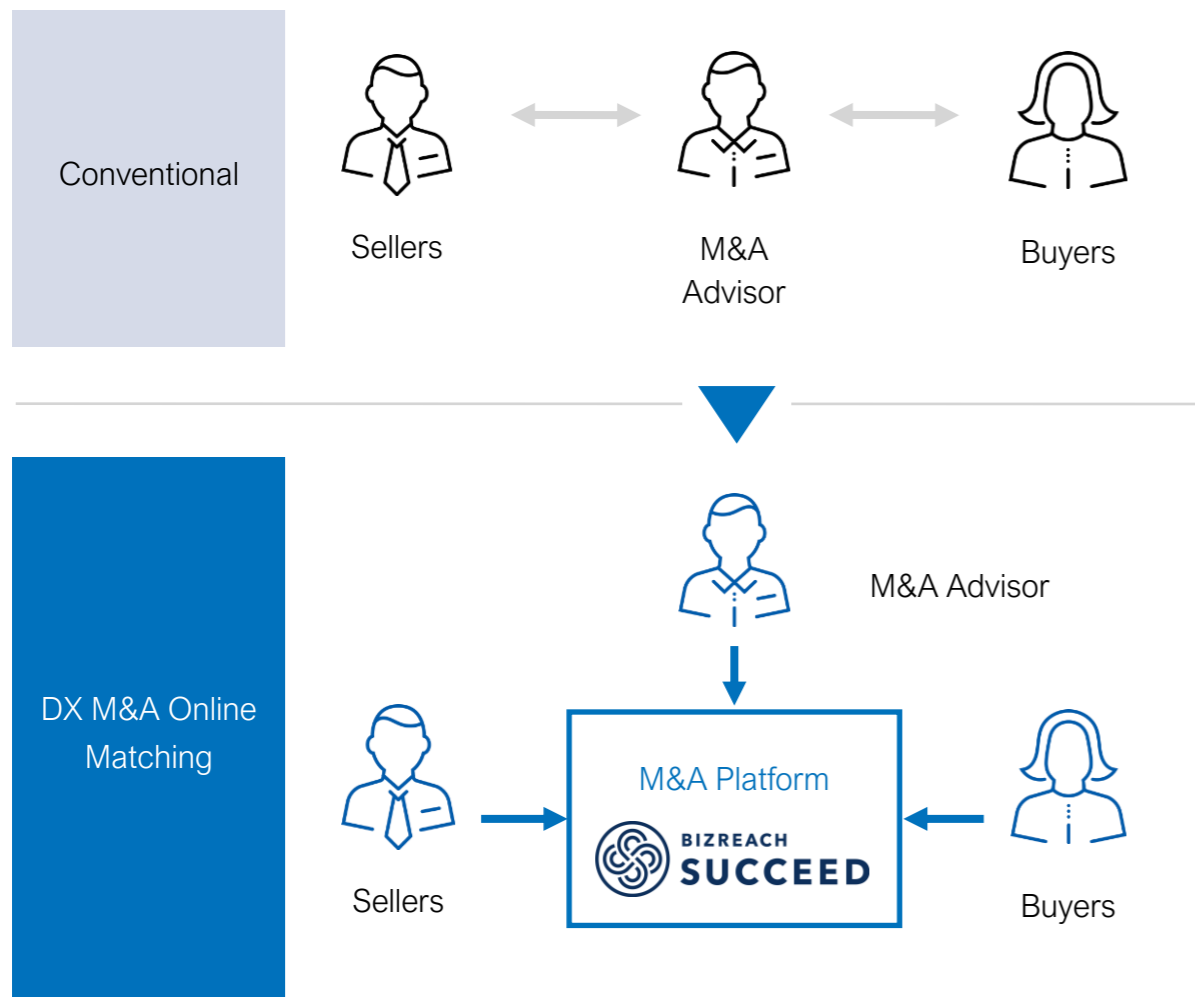 Conventional
Sellers
M&A
Advisor
Buyers
M&A Advisor
DX M&A Online
Matching
M&A Platform
BIZREACH
SUCCEED
Sellers
Buyers